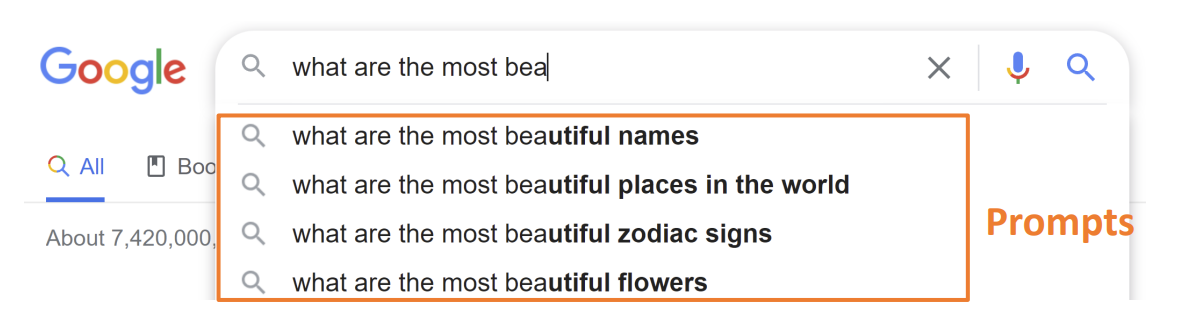 Google
what are the most bea
what are the most beautiful names
All
Boo
what are the most beautiful places in the world
what are the most beautiful zodiac signs
Prompts
About 7,420,000,
what are the most beautiful flowers